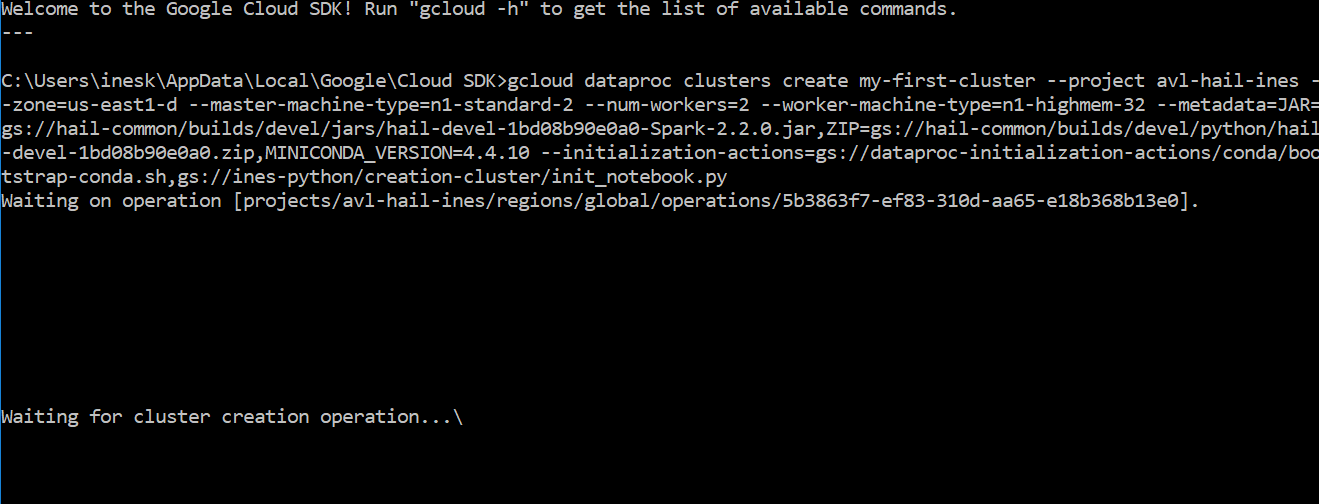 Welcome to the Google Cloud SDK! Run "gcloud -h" to get the list of available commands.
---
C:\Users\inesk\AppData\Local\Google\Cloud SDK>gcloud dataproc clusters create my-first-cluster --project avl-hail-ines -
-zone=us-east1-d --master-machine-type=n1-standard-2 --num-workers=2 --worker-machine-type=n1-highmem-32 --metadata=JAR=
gs://hail-common/builds/devel/jars/hail-devel-1bd08b90e0a0-Spark-2.2.0.jar,ZIP=gs://hail-common/builds/devel/python/hail
-devel-1bd08b90e0a0.zip,MINICONDA_VERSION=4.4.10 --initialization-actions=gs://dataproc-initialization-actions/conda/boo
tstrap-conda.sh,gs://ines-python/creation-cluster/init_notebook.py
Waiting on operation [projects/avl-hail-ines/regions/global/operations/5b3863f7-ef83-310d-aa65-e18b368b13e0].
Waiting for cluster creation operation...\